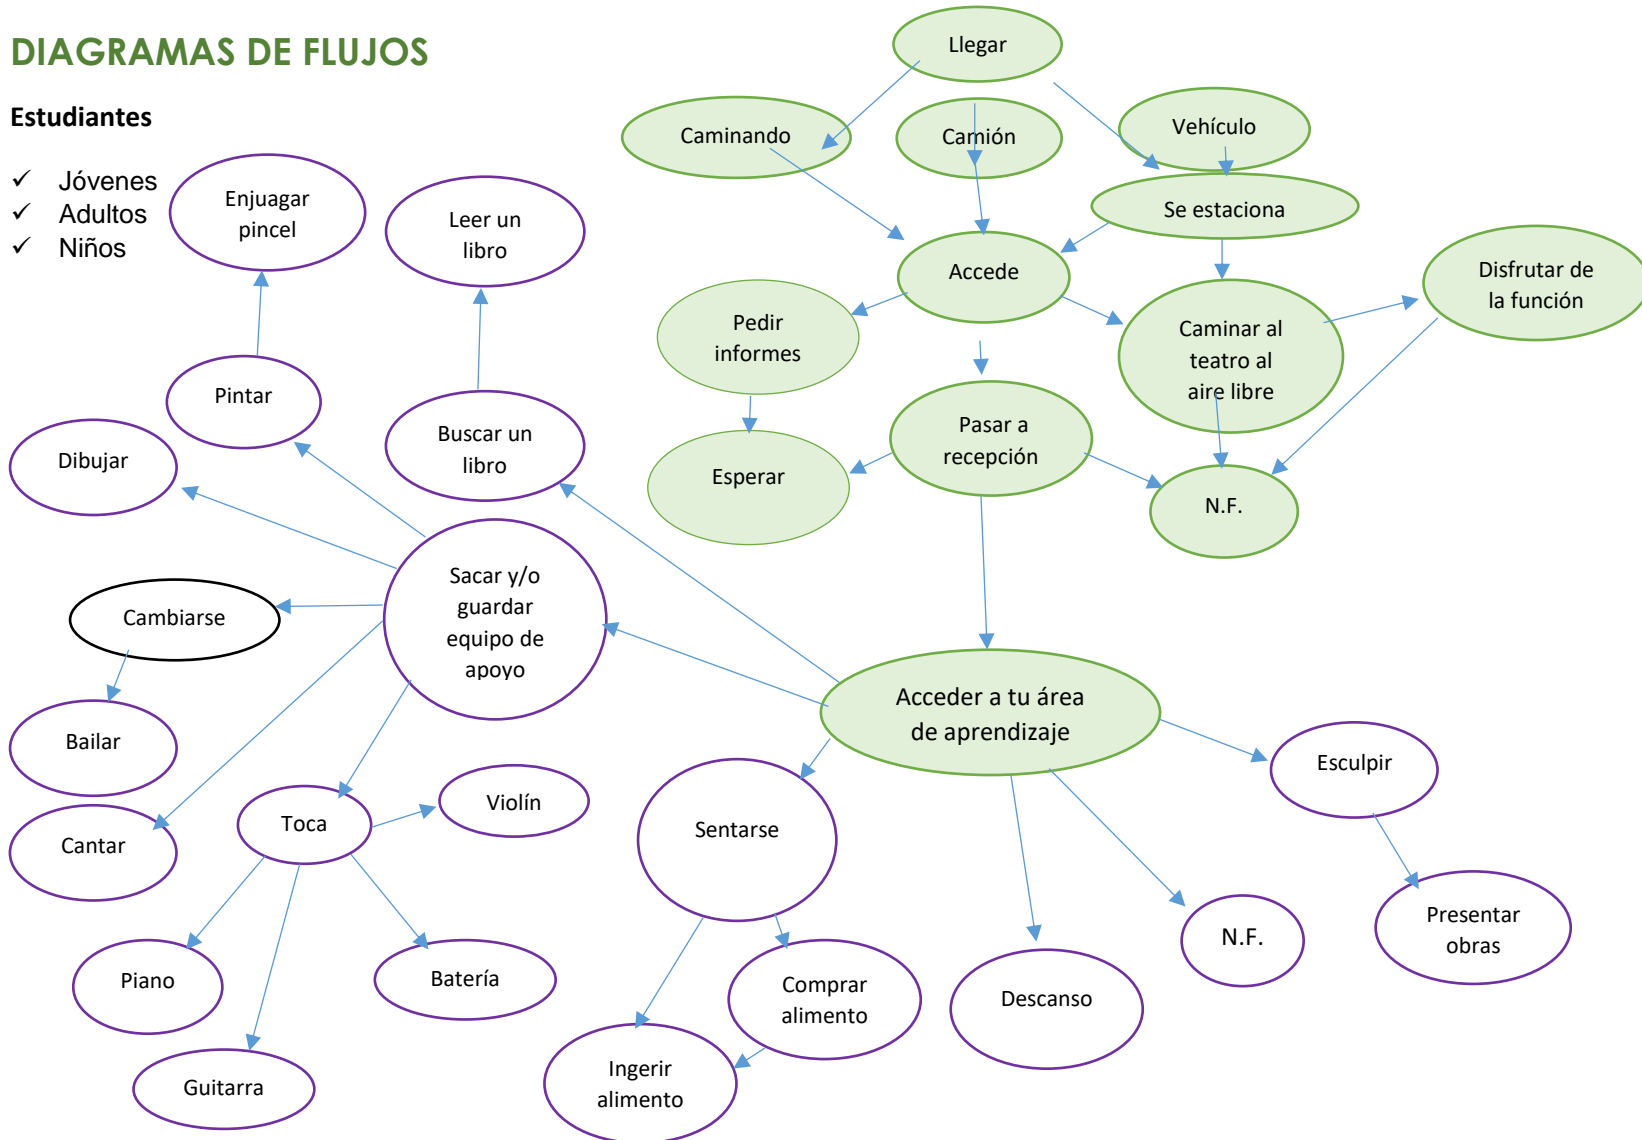 DIAGRAMAS DE FLUJOS
Estudiantes
✓ Jóvenes
✓ Adultos
✓ Niños
Llegar
Caminando
Camión
Vehículo
Se estaciona
Accede
Disfrutar de
la función
Pedir
informes
Caminar al
teatro al
aire libre
Pasar a
recepción
Esperar
N.F.
Enjuagar
pincel
Leer un
libro
Pintar
Buscar un
libro
Dibujar
Sacar y/o
guardar
equipo de
apoyo
Cambiarse
Bailar
Cantar
Toca
Violín
Piano
Batería
Guitarra
Acceder a tu área
de aprendizaje
Sentarse
Esculpir
Comprar
alimento
Ingerir
alimento
Descanso
N.F.
Presentar
obras